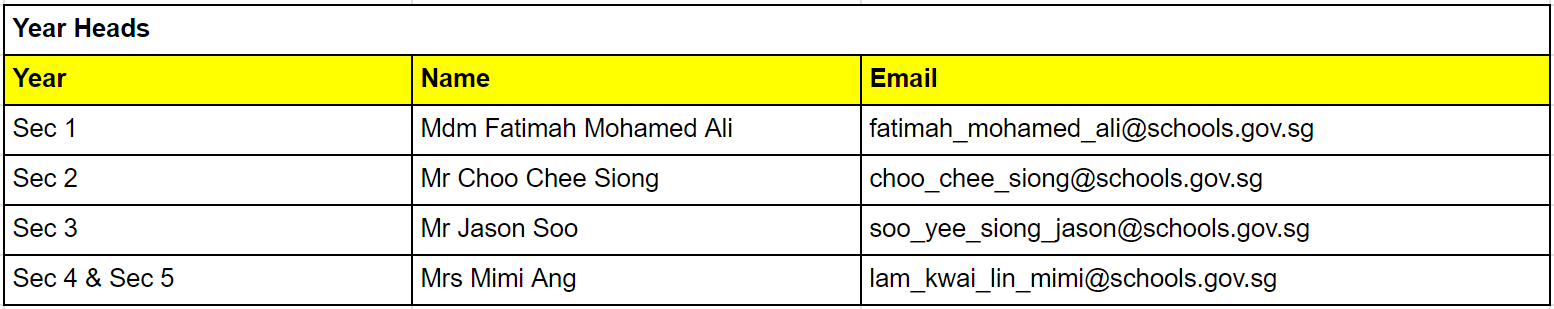 Year Heads
Year Name Email
Sec 1 Mdm Fatimah Mohamed Ali fatimah_mohamed_ali@schools.gov.sg
Sec 2 Mr Choo Chee Siong choo_chee_siong@schools.gov.sg
Sec 3 Mr Jason Soo soo_yee_siong_jason@schools.gov.sg
Sec 4 & Sec 5 Mrs Mimi Ang lam_kwai_lin_mimi@schools.gov.sg